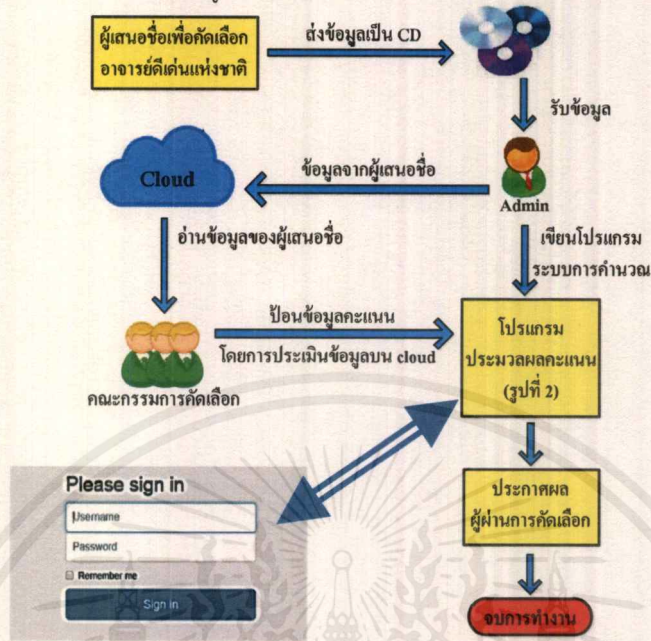 ผู้เสนอชื่อเพื่อคัดเลือก
อาจารย์ดีเด่นแห่งชาติ
ส่งข้อมูลเป็น CD
รับข้อมูล
Cloud
ข้อมูลจากผู้เสนอชื่อ
Admin
อ่านข้อมูลของผู้เสนอชื่อ
เขียนโปรแกรม
ระบบการคำนวณ
ป้อนข้อมูลคะแนน
โดยการประเมินข้อมูลบน cloud
โปรแกรม
ประมวลผลคะแนน
(รูปที่ 2)
คณะกรรมการคัดเลือก
Please sign in
Username
Password
Remember me
Sign in
ประกาศผล
ผู้ผ่านการคัดเลือก
จบการทำงาน